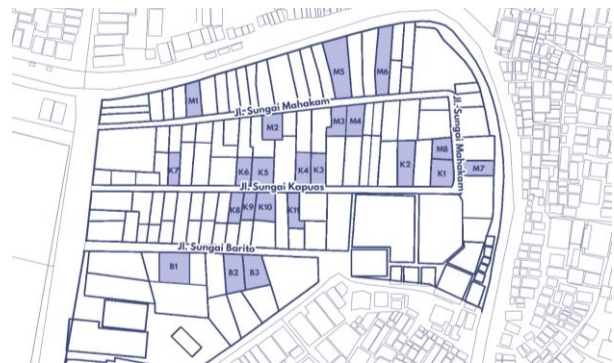 M5
M6
M1
Jl. Sungai Mahakam
M2
M3
M4
Jl. Sungai Mahakam
K7
K6
K5
K4
K3
K2
M8
K1
M7
Jl. Sungai Kapuas
K8
K9
K10
K11
Jl. Sungai Barito
B1
B2
B3